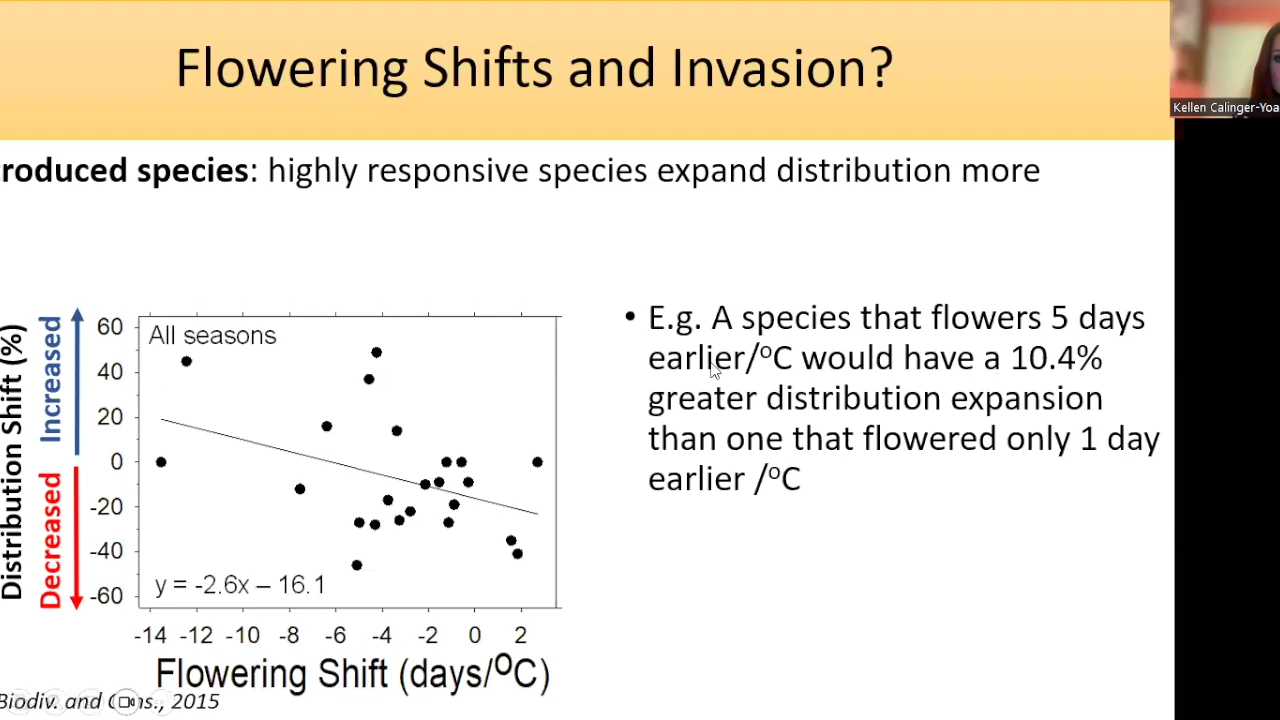 Flowering Shifts and Invasion?
Kellen Calinger-Yoa
troduced species: highly responsive species expand distribution more
• E.g. A species that flowers 5 days
earlier/°C would have a 10.4%
greater distribution expansion
than one that flowered only 1 day
earlier /°C
Distribution Shift (%)
Decreased Increased
All seasons
60
40
20
0
-20
-40
-60
y = -2.6x – 16.1
-14 -12 -10 -8 -6 -4 -2 0 2
Flowering Shift (days/°C)
Biodiv. and ns., 2015